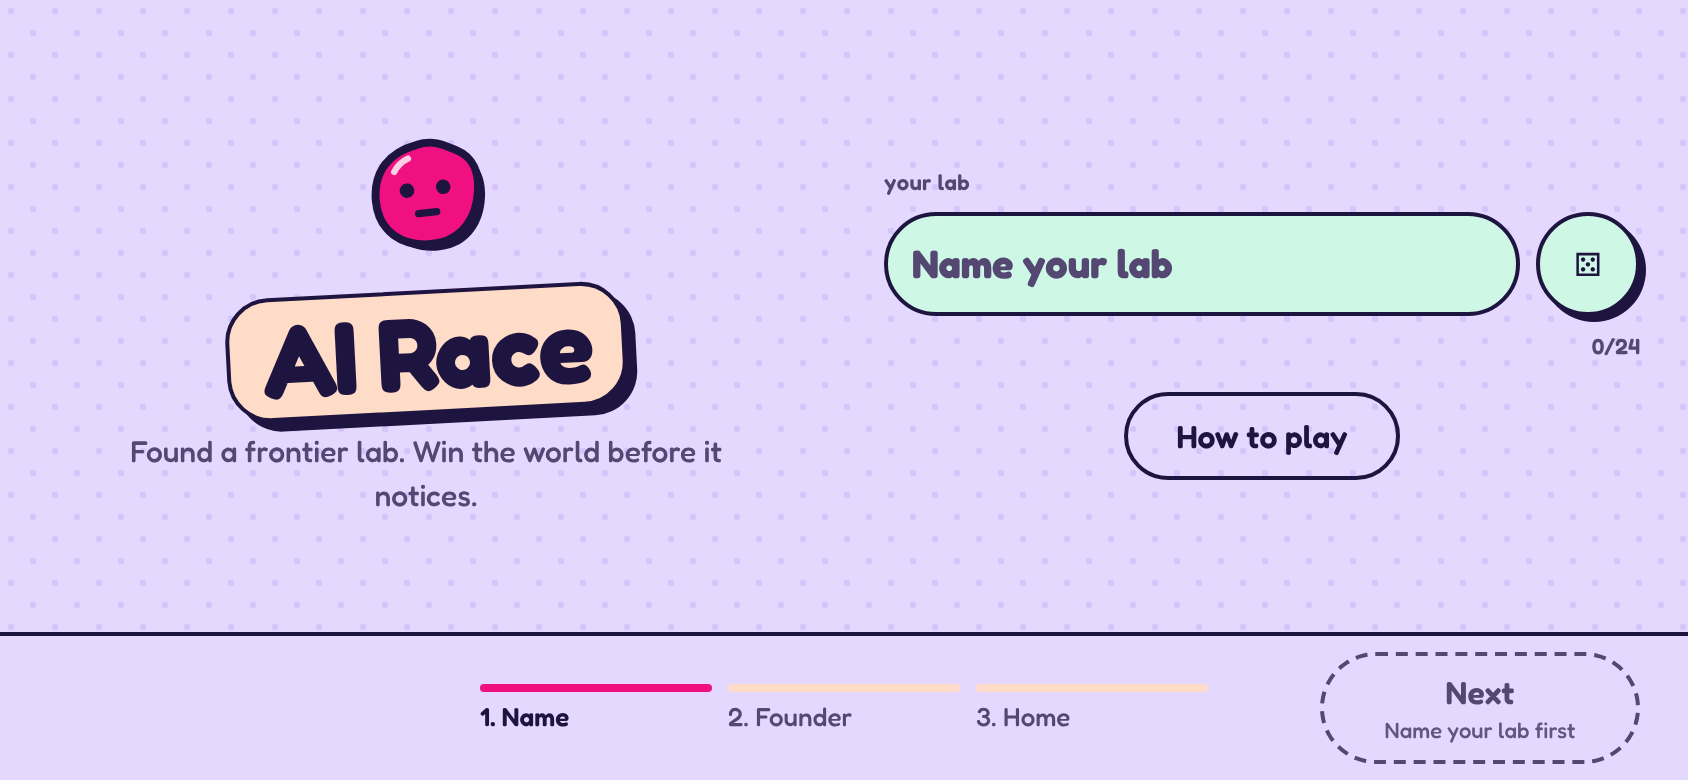 AI Race
Found a frontier lab. Win the world before it
notices.
your lab
Name your lab
0/24
How to play
1. Name
2. Founder
3. Home
Next
Name your lab first